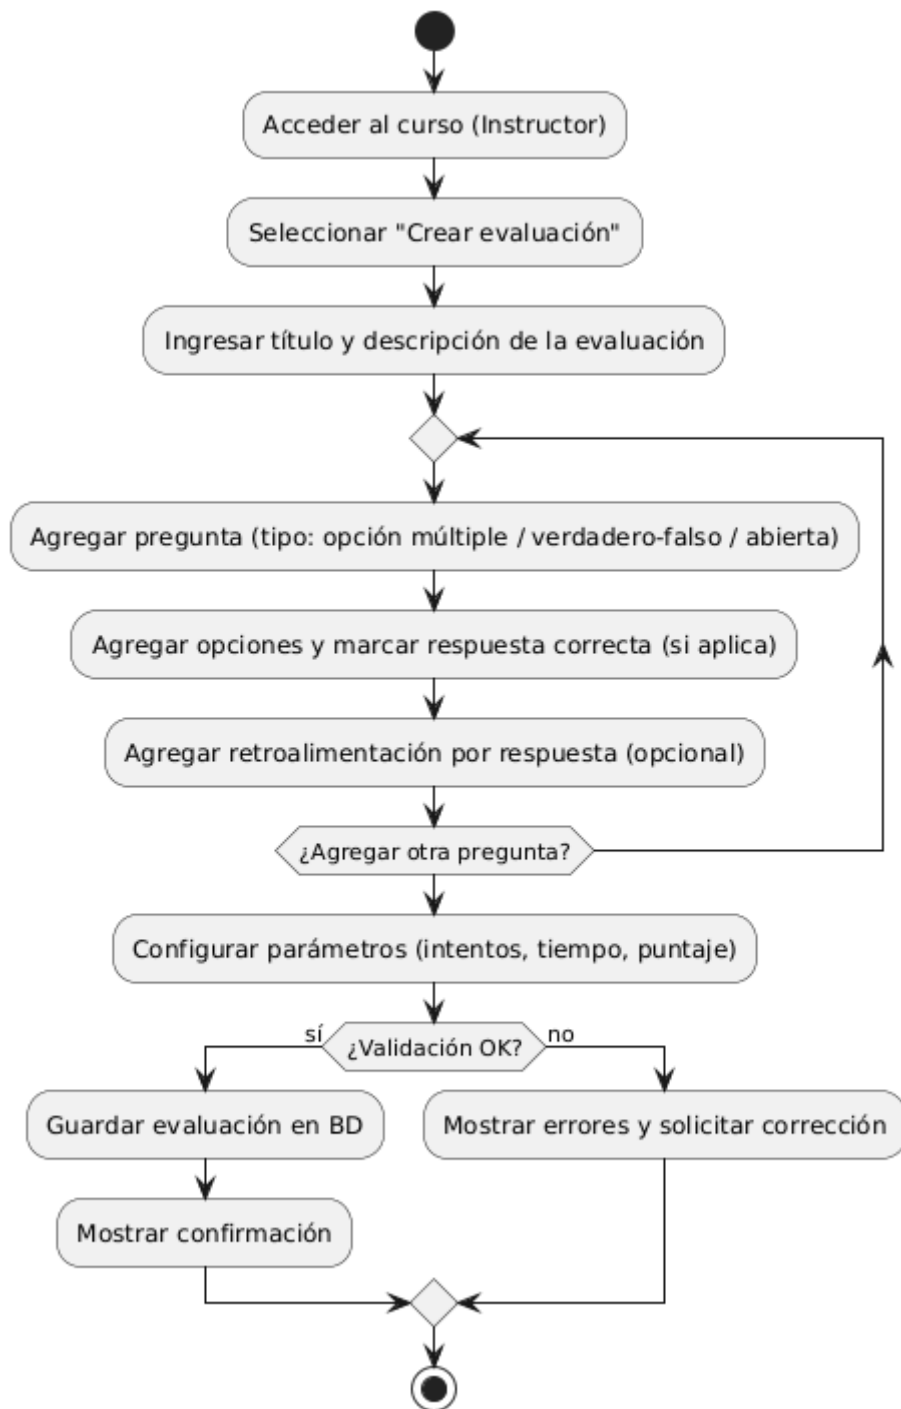 Acceder al curso (Instructor)
Seleccionar "Crear evaluación"
Ingresar título y descripción de la evaluación
Agregar pregunta (tipo: opción múltiple / verdadero-falso / abierta)
Agregar opciones y marcar respuesta correcta (si aplica)
Agregar retroalimentación por respuesta (opcional)
¿Agregar otra pregunta?
Configurar parámetros (intentos, tiempo, puntaje)
sí
¿Validación OK?
no
Guardar evaluación en BD
Mostrar errores y solicitar corrección
Mostrar confirmación